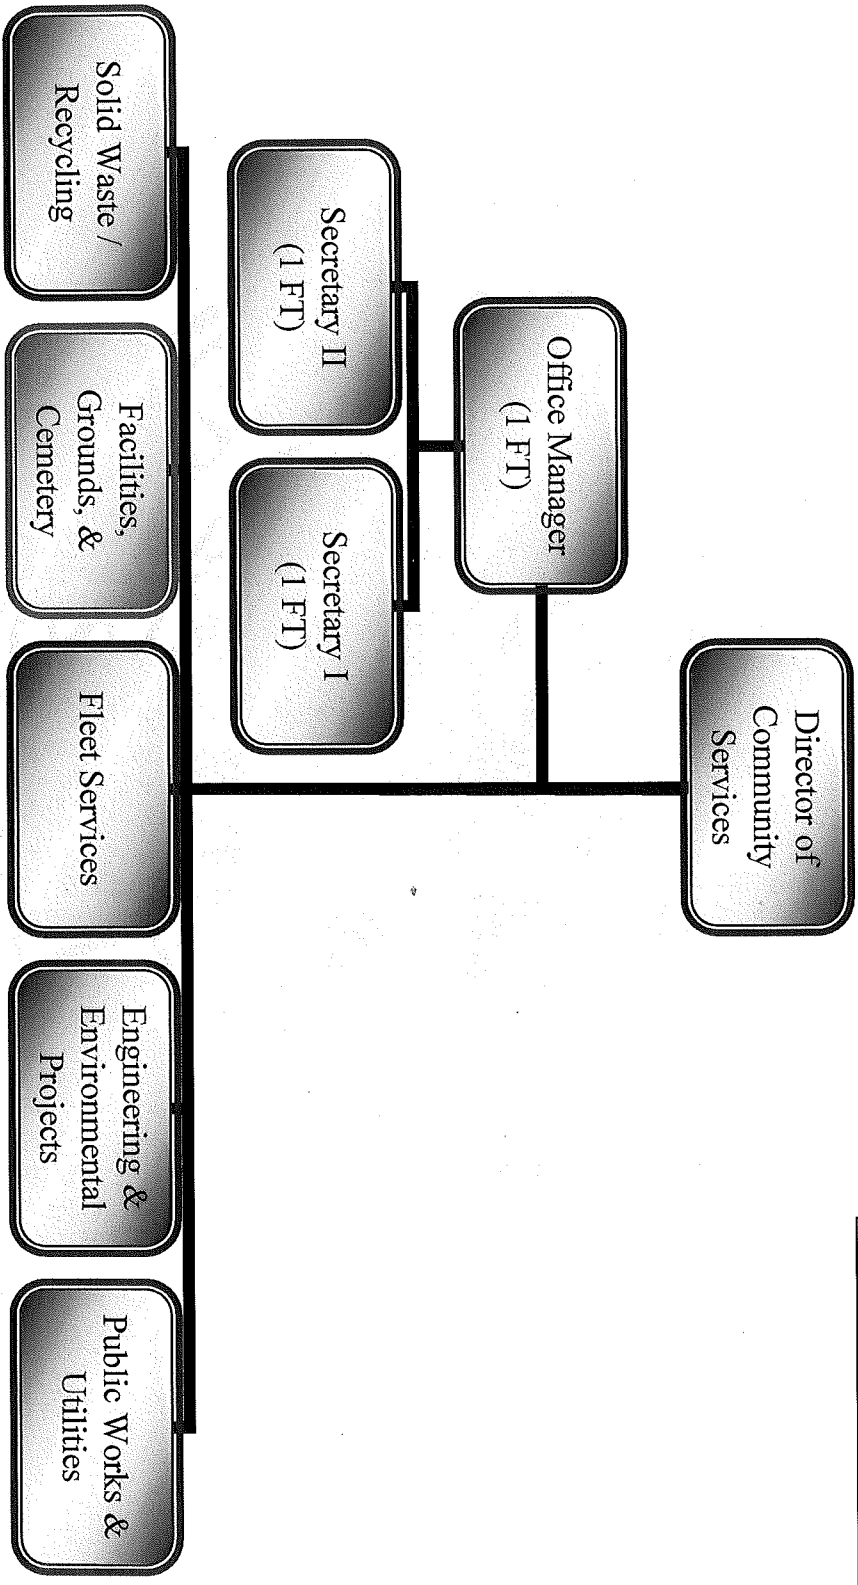 Director of
Community
Services
Office Manager
(1 FT)
Secretary II
(1 FT)
Secretary I
(1 FT)
Solid Waste /
Recycling
Facilities,
Grounds, &
Cemetery
Fleet Services
Engineering &
Environmental
Projects
Public Works &
Utilities